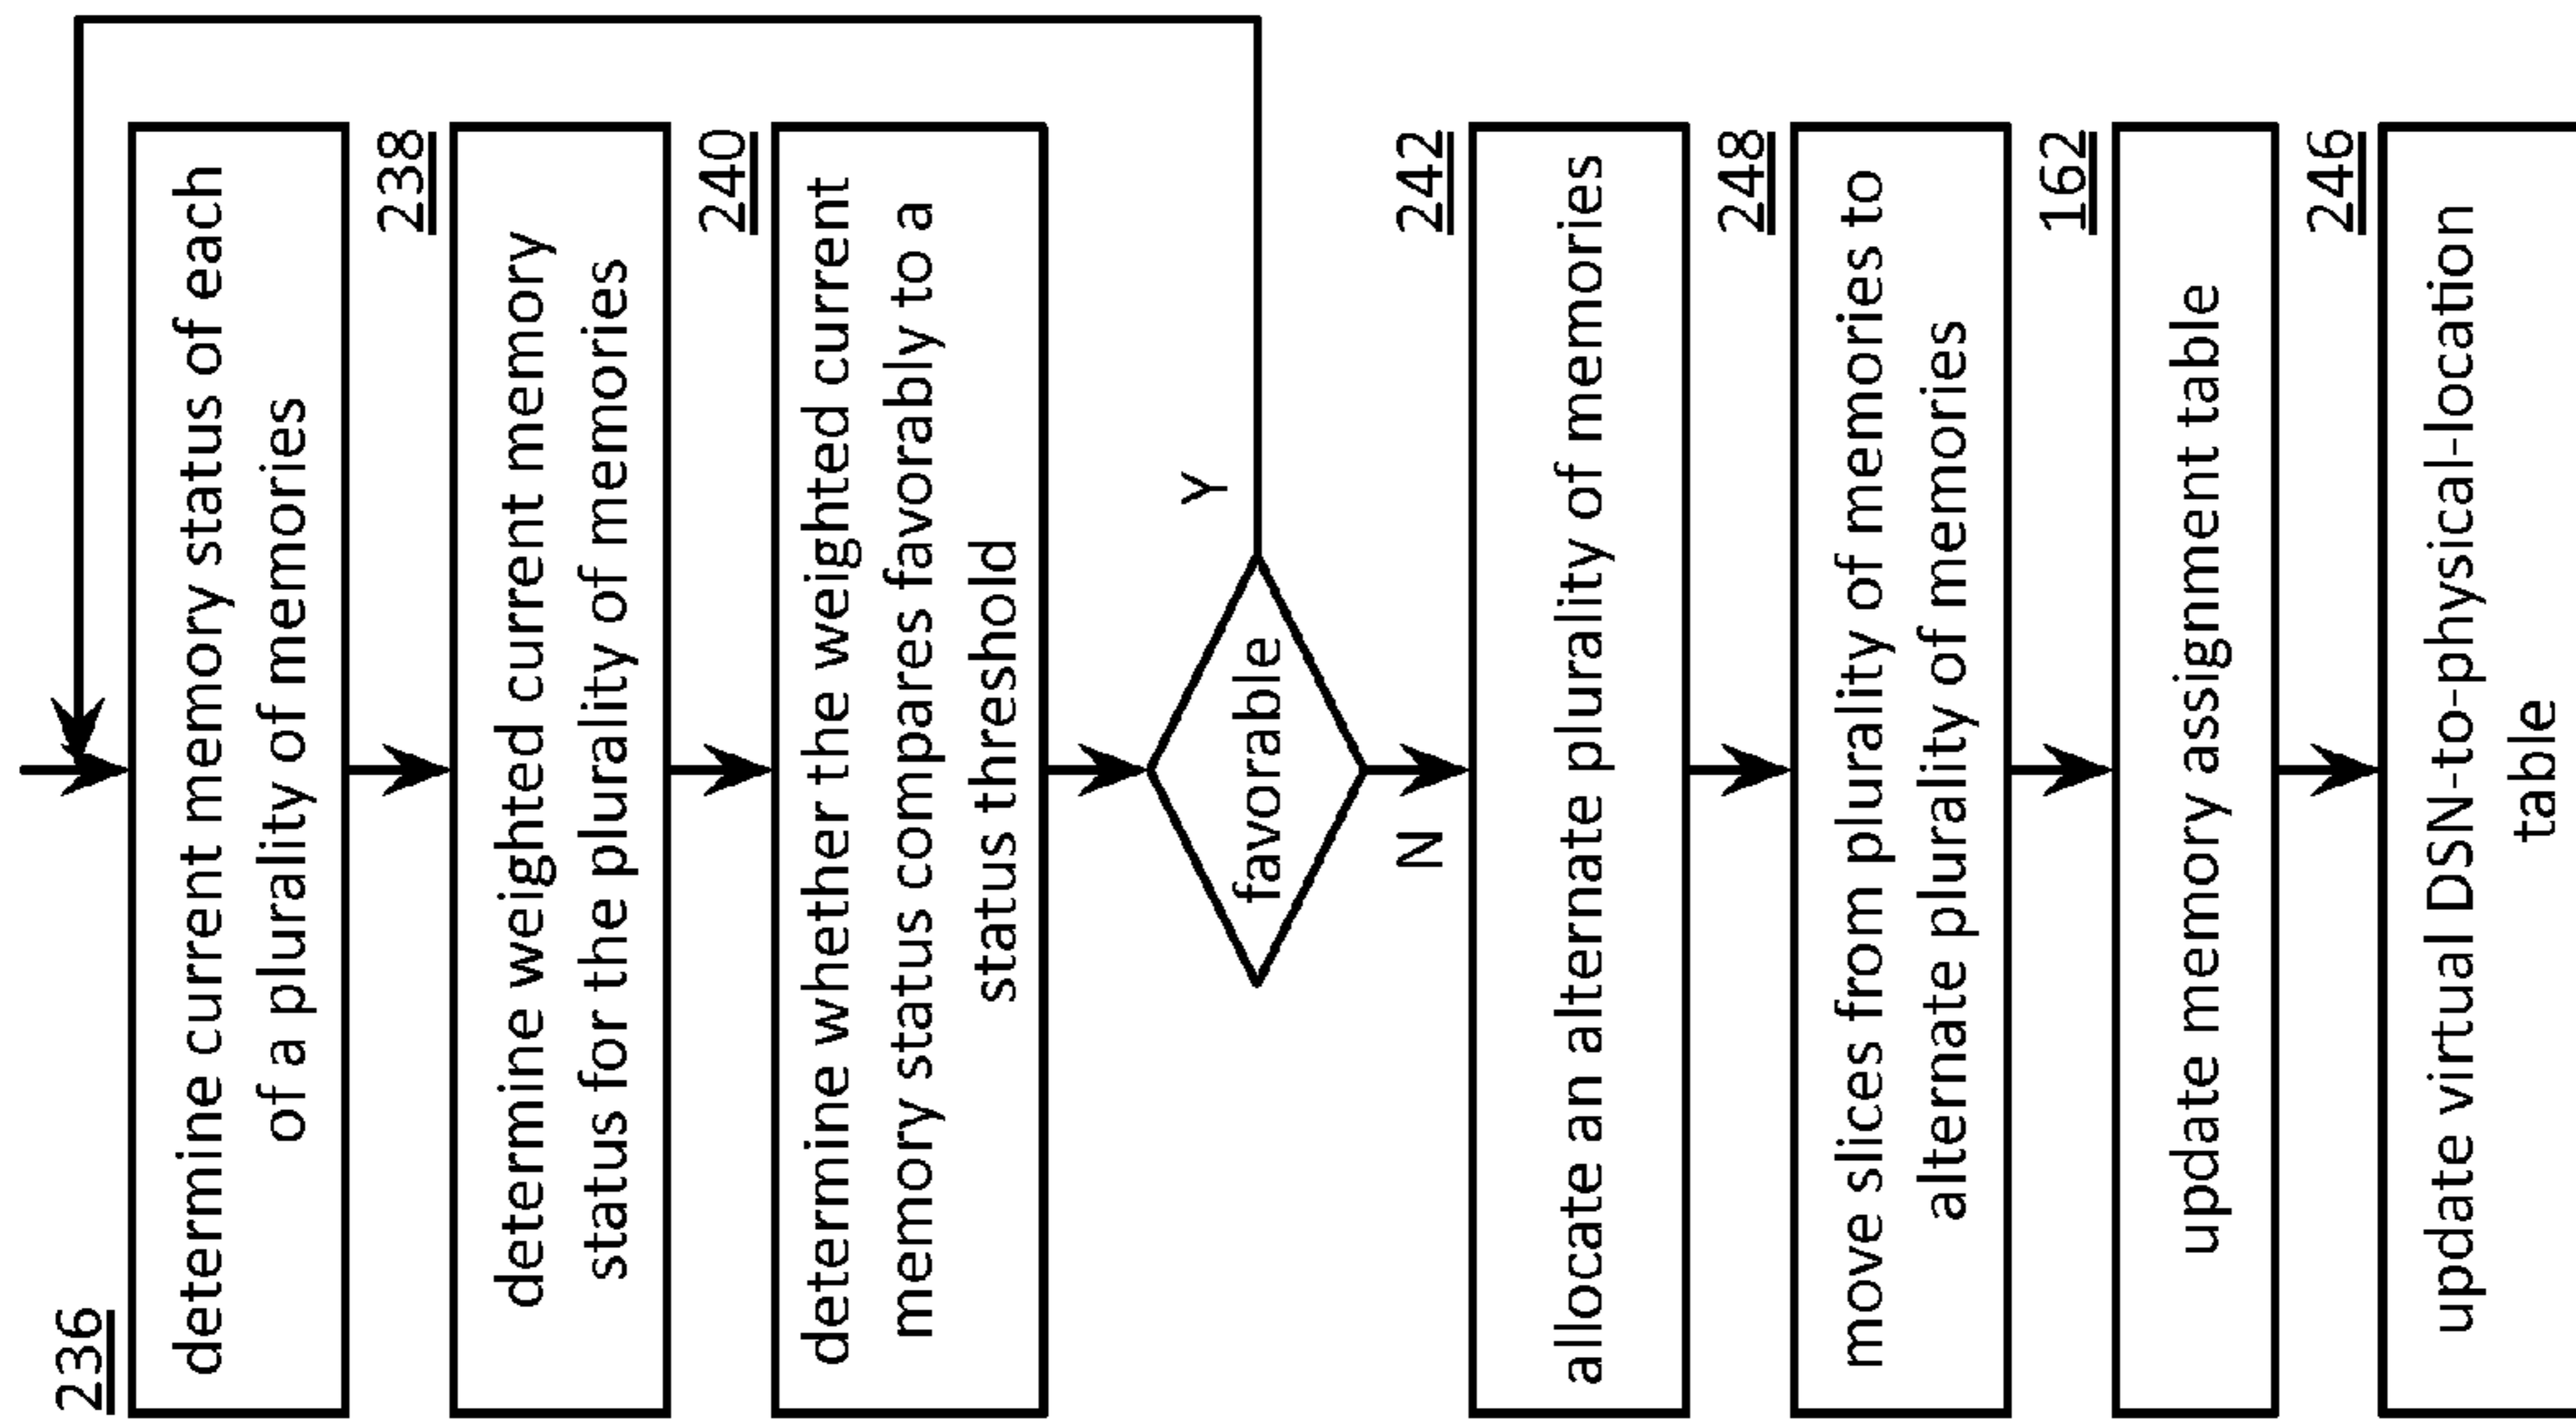 236
determine current memory status of each
of a plurality of memories
238
determine weighted current memory
status for the plurality of memories
240
determine whether the weighted current
memory status compares favorably to a
status threshold
favorable
Y
N
242
allocate an alternate plurality of memories
248
move slices from plurality of memories to
alternate plurality of memories
162
update memory assignment table
246
update virtual DSN-to-physical-location
table